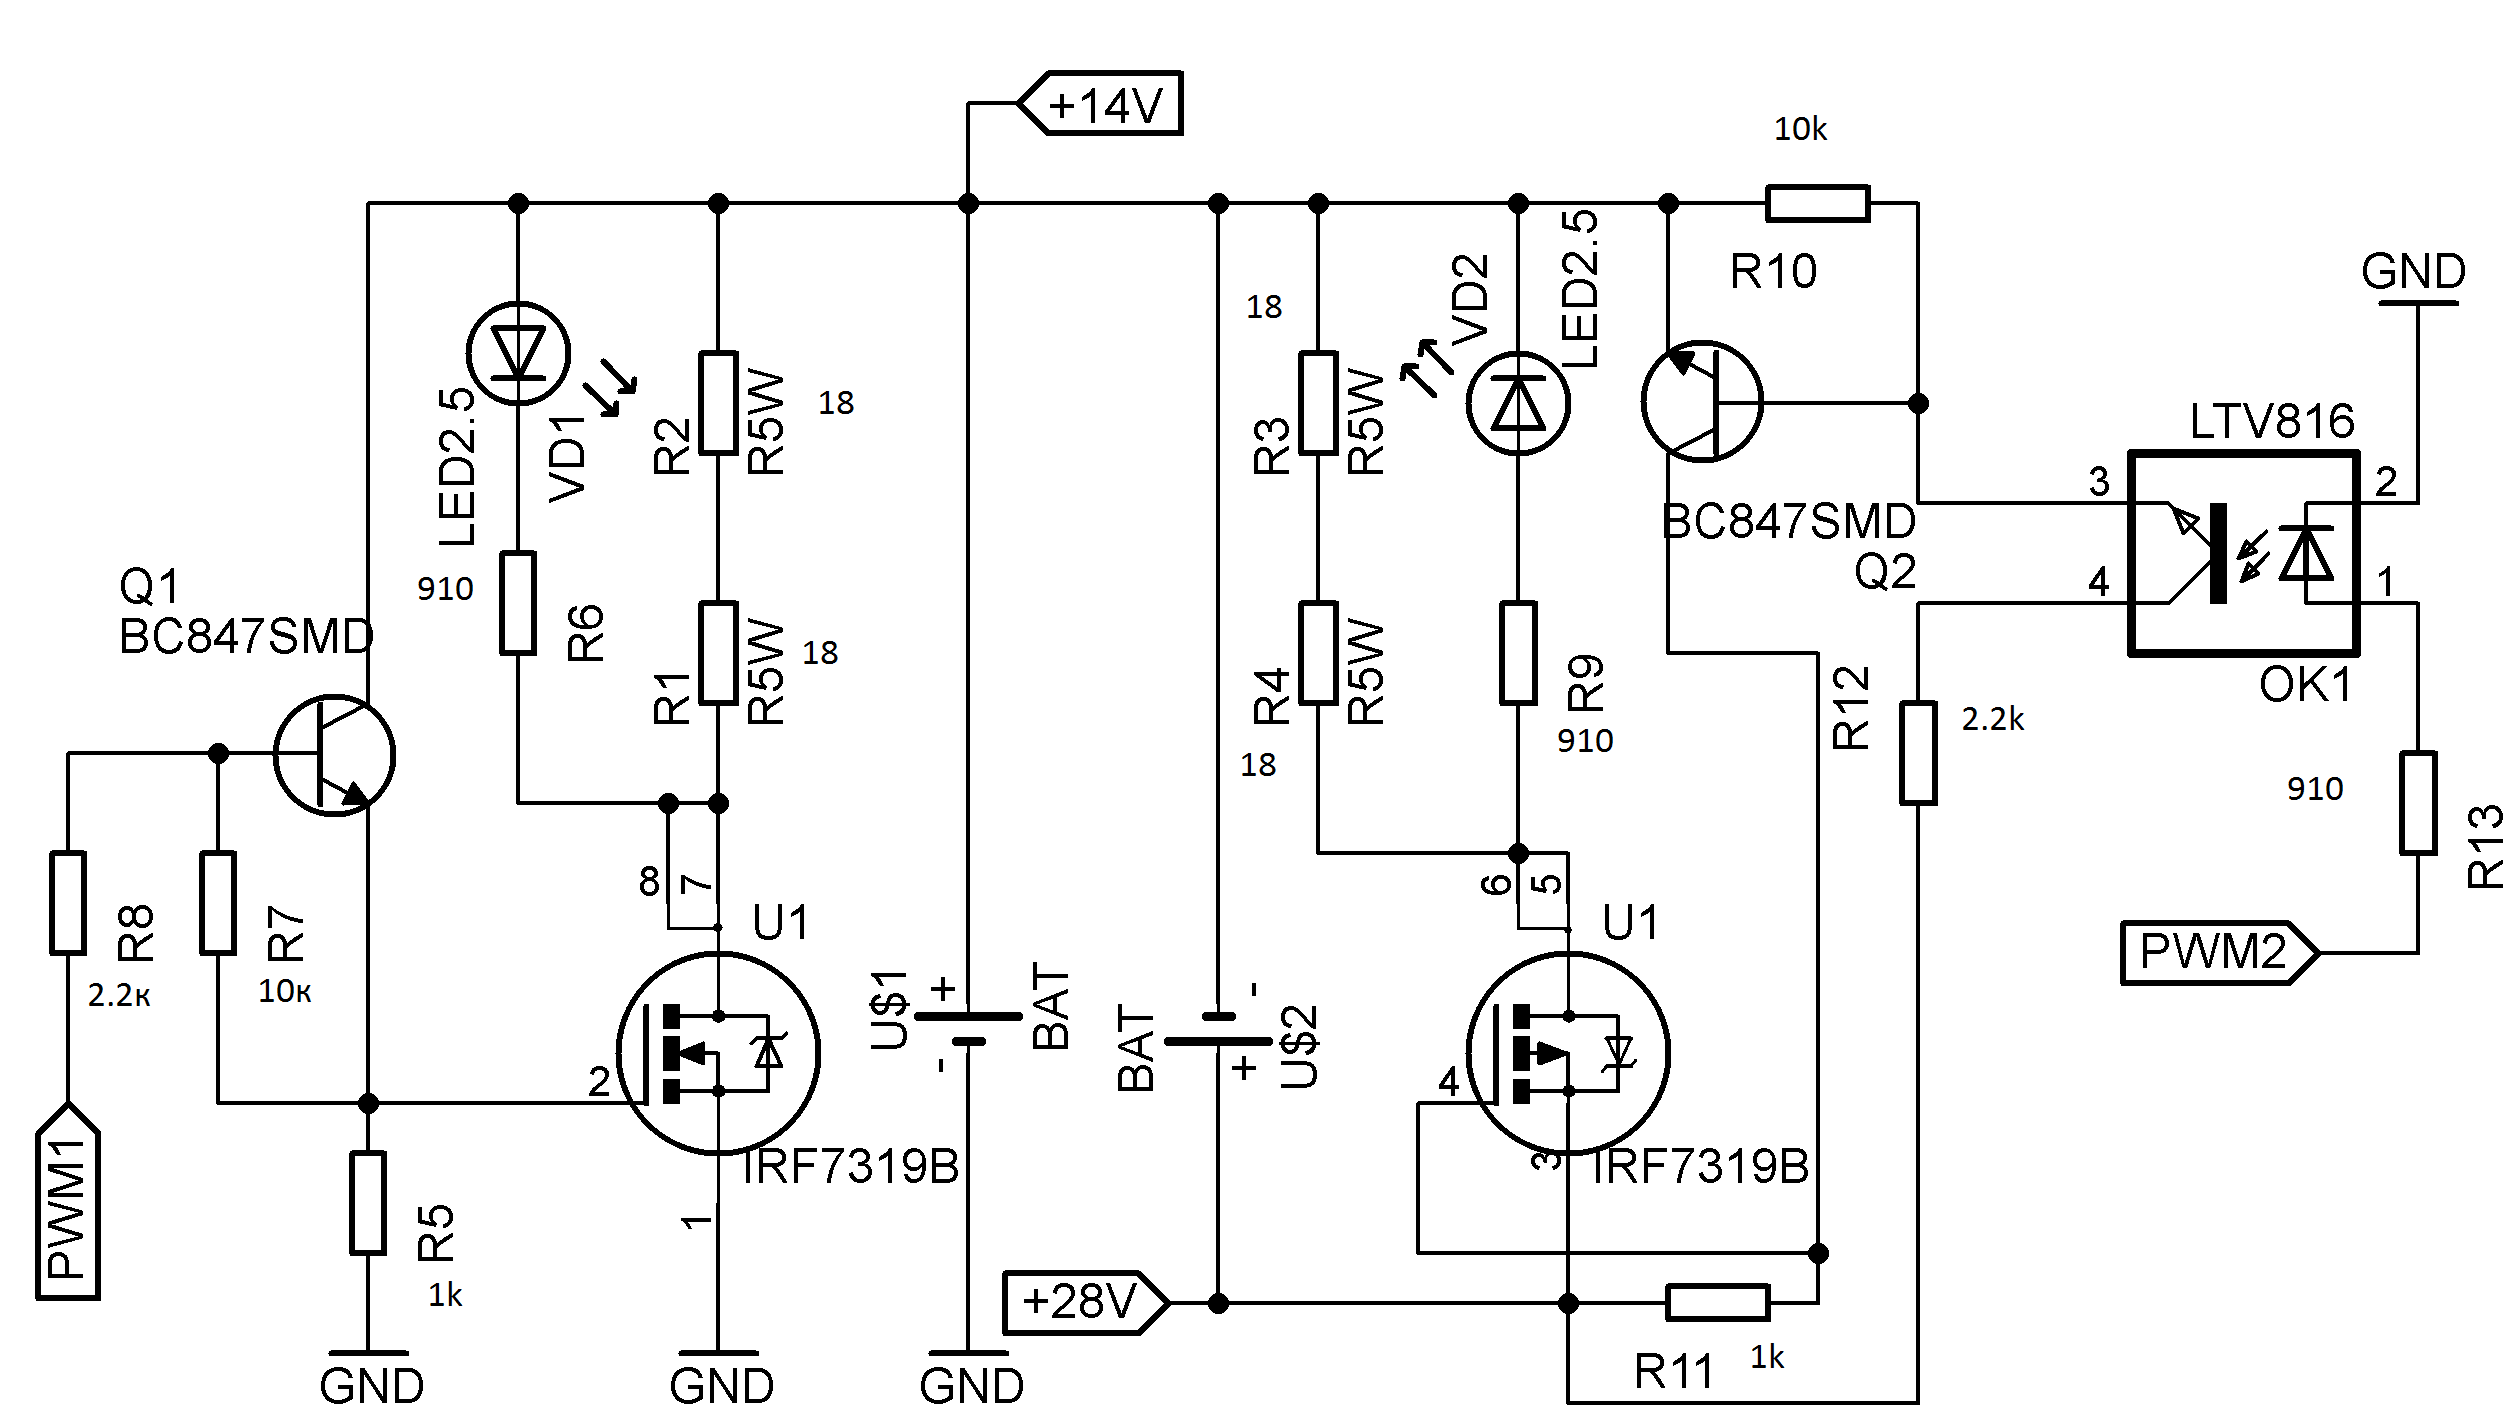 +14V
10k
R10
GND
LED2.5
VD1
R2
R5W
18
18
R3
R5W
VD2
LED2.5
LTV816
3
2
4
1
OK1
BC847SMD
Q2
Q1
BC847SMD
910
R6
R1
R5W
18
R4
R5W
18
R9
910
R12
2.2k
910
R13
PWM2
R8
2.2к
R7
10к
8
7
U1
2
IRF7319B
1
U$1
+
-
BAT
BAT
-
+
U$2
6
5
U1
4
IRF7319B
3
PWM1
R5
1k
GND
GND
GND
+28V
R11
1k